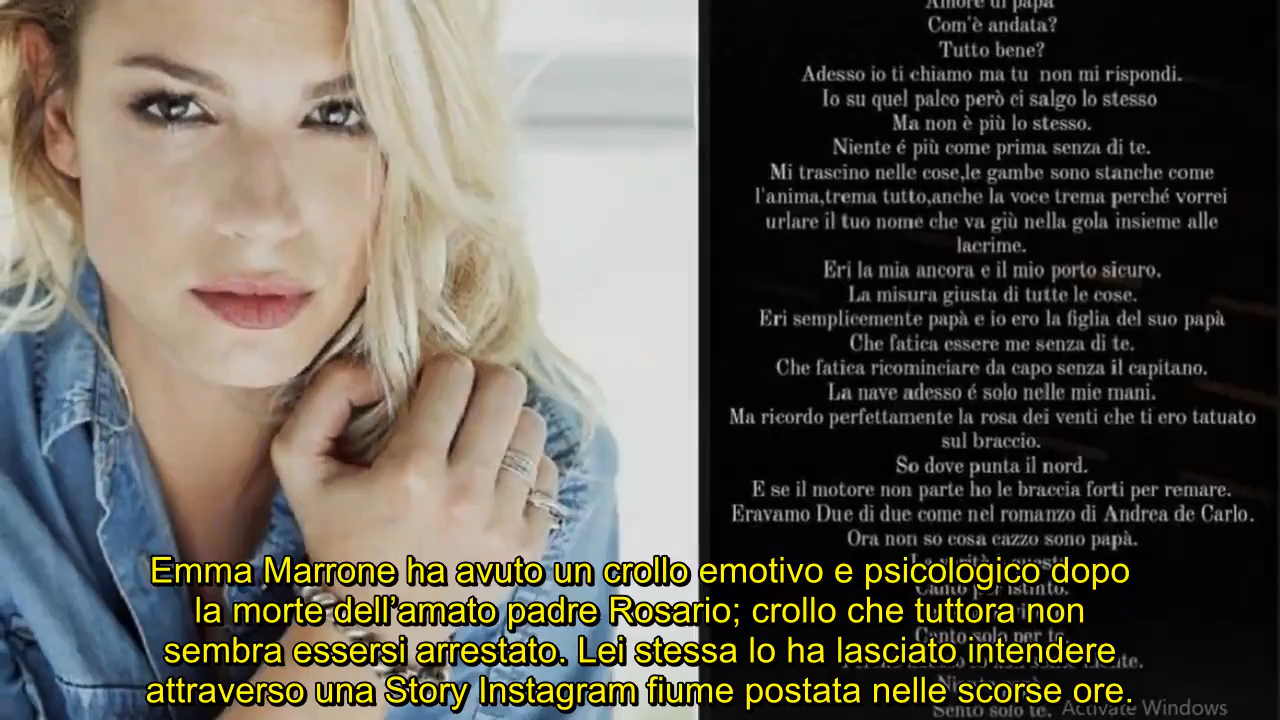 Amore di papà
Com'è andata?
Tutto bene?
Adesso io ti chiamo ma tu non mi rispondi.
Io su quel palco però ci salgo lo stesso
Ma non è più lo stesso.
Niente é più come prima senza di te.
Mi trascino nelle cose,le gambe sono stanche come
l'anima,trema tutto,anche la voce trema perché vorrei
urlare il tuo nome che va giù nella gola insieme alle
lacrime.
Eri la mia ancora e il mio porto sicuro.
La misura giusta di tutte le cose.
Eri semplicemente papà e io ero la figlia del suo papà
Che fatica essere me senza di te.
Che fatica ricominciare da capo senza il capitano.
La nave adesso é solo nelle mie mani.
Ma ricordo perfettamente la rosa dei venti che ti ero tatuato
sul braccio.
So dove punta il nord.
E se il motore non parte ho le braccia forti per remare.
Eravamo Due di due come nel romanzo di Andrea de Carlo.
Ora non so cosa cazzo sono papà.
Canto per istinto.
Canto solo per te.
Sento solo te.
Emma Marrone ha avuto un crollo emotivo e psicologico dopo
la morte dell'amato padre Rosario; crollo che tuttora non
sembra essersi arrestato. Lei stessa lo ha lasciato intendere
attraverso una Story Instagram fiume postata nelle scorse ore.
Activate Windows